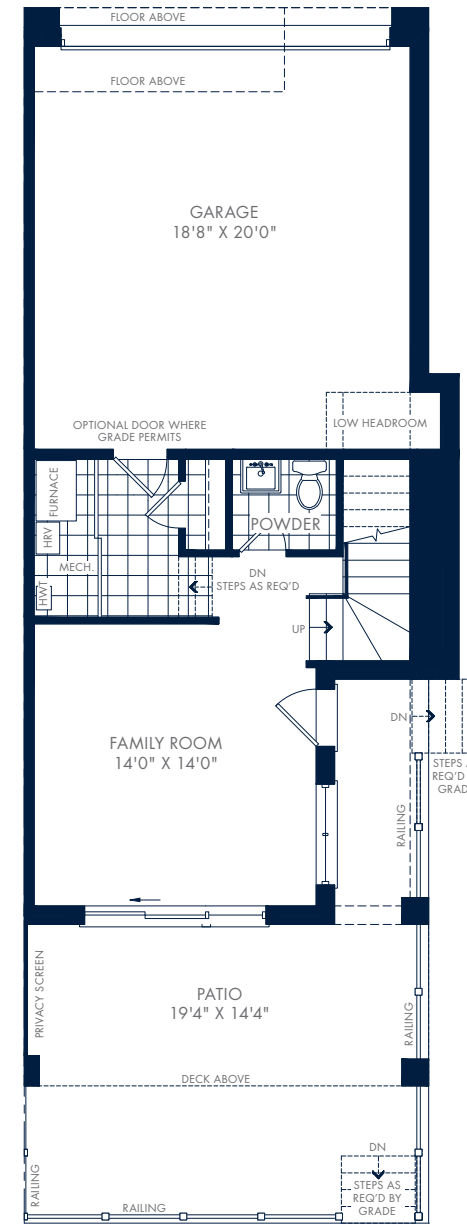 FLOOR ABOVE
FLOOR ABOVE
GARAGE
18'8" X 20'0"
OPTIONAL DOOR WHERE
GRADE PERMITS
LOW HEADROOM
FURNACE
HRV
MECH.
HWT
POWDER
DN
STEPS AS REQ'D
UP
FAMILY ROOM
14'0" X 14'0"
DN
STEPS
REQ'D
GRAD
RAILING
PRIVACY SCREEN
PATIO
19'4" X 14'4"
RAILING
DECK ABOVE
RAILING
DN
STEPS AS
REQ'D BY
GRADE
RAILING